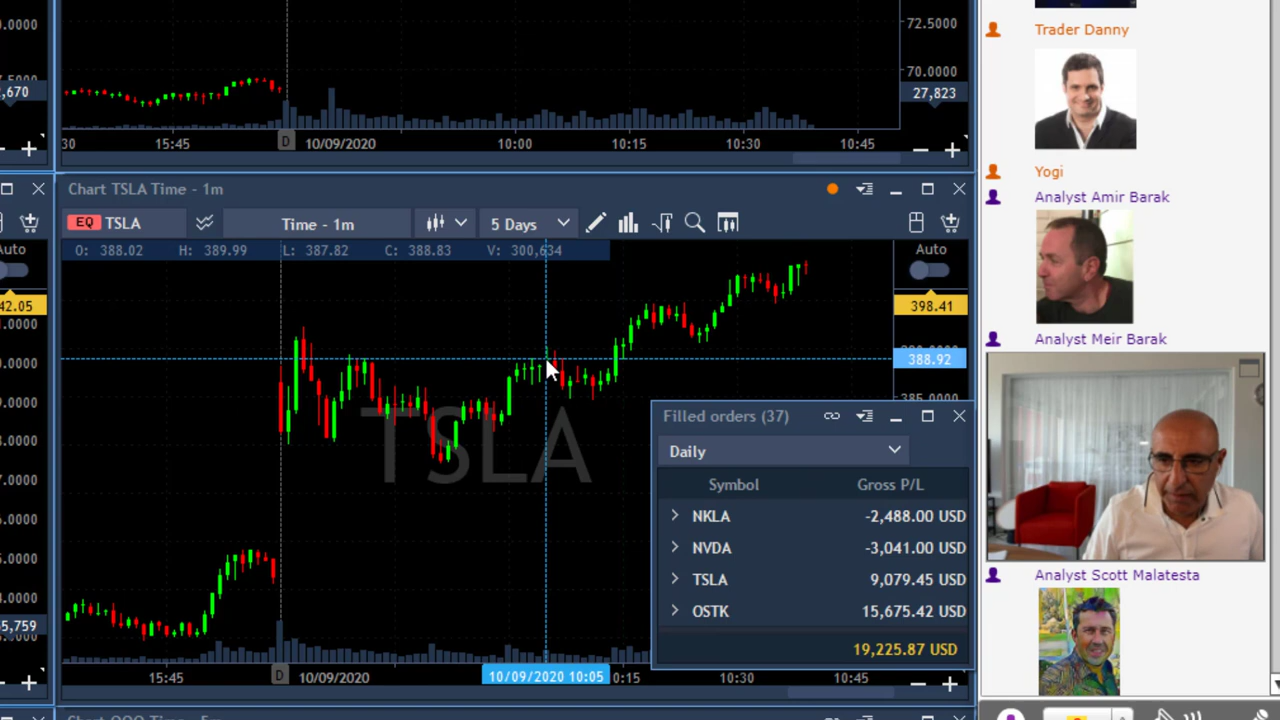 72.5000
70.0000
27,823
,670
30 15:45 D 10/09/2020 10:00 10:15 10:30 10:45
Chart TSLA Time - 1m
EQ TSLA Time - 1m 5 Days
Auto
O: 388.02 H: 389.99 L: 387.82 C: 388.83 V: 300,634
Auto
42.05
398.41
388.92
385.0000
TSLA
5,759
15:45 D 10/09/2020 10/09/2020 10:05 0:15 10:30 10:45
Filled orders (37)
Daily
Symbol Gross P/L
NKLA -2,488.00 USD
NVDA -3,041.00 USD
TSLA 9,079.45 USD
OSTK 15,675.42 USD
19,225.87 USD
Trader Danny
Yogi
Analyst Amir Barak
Analyst Meir Barak
Analyst Scott Malatesta